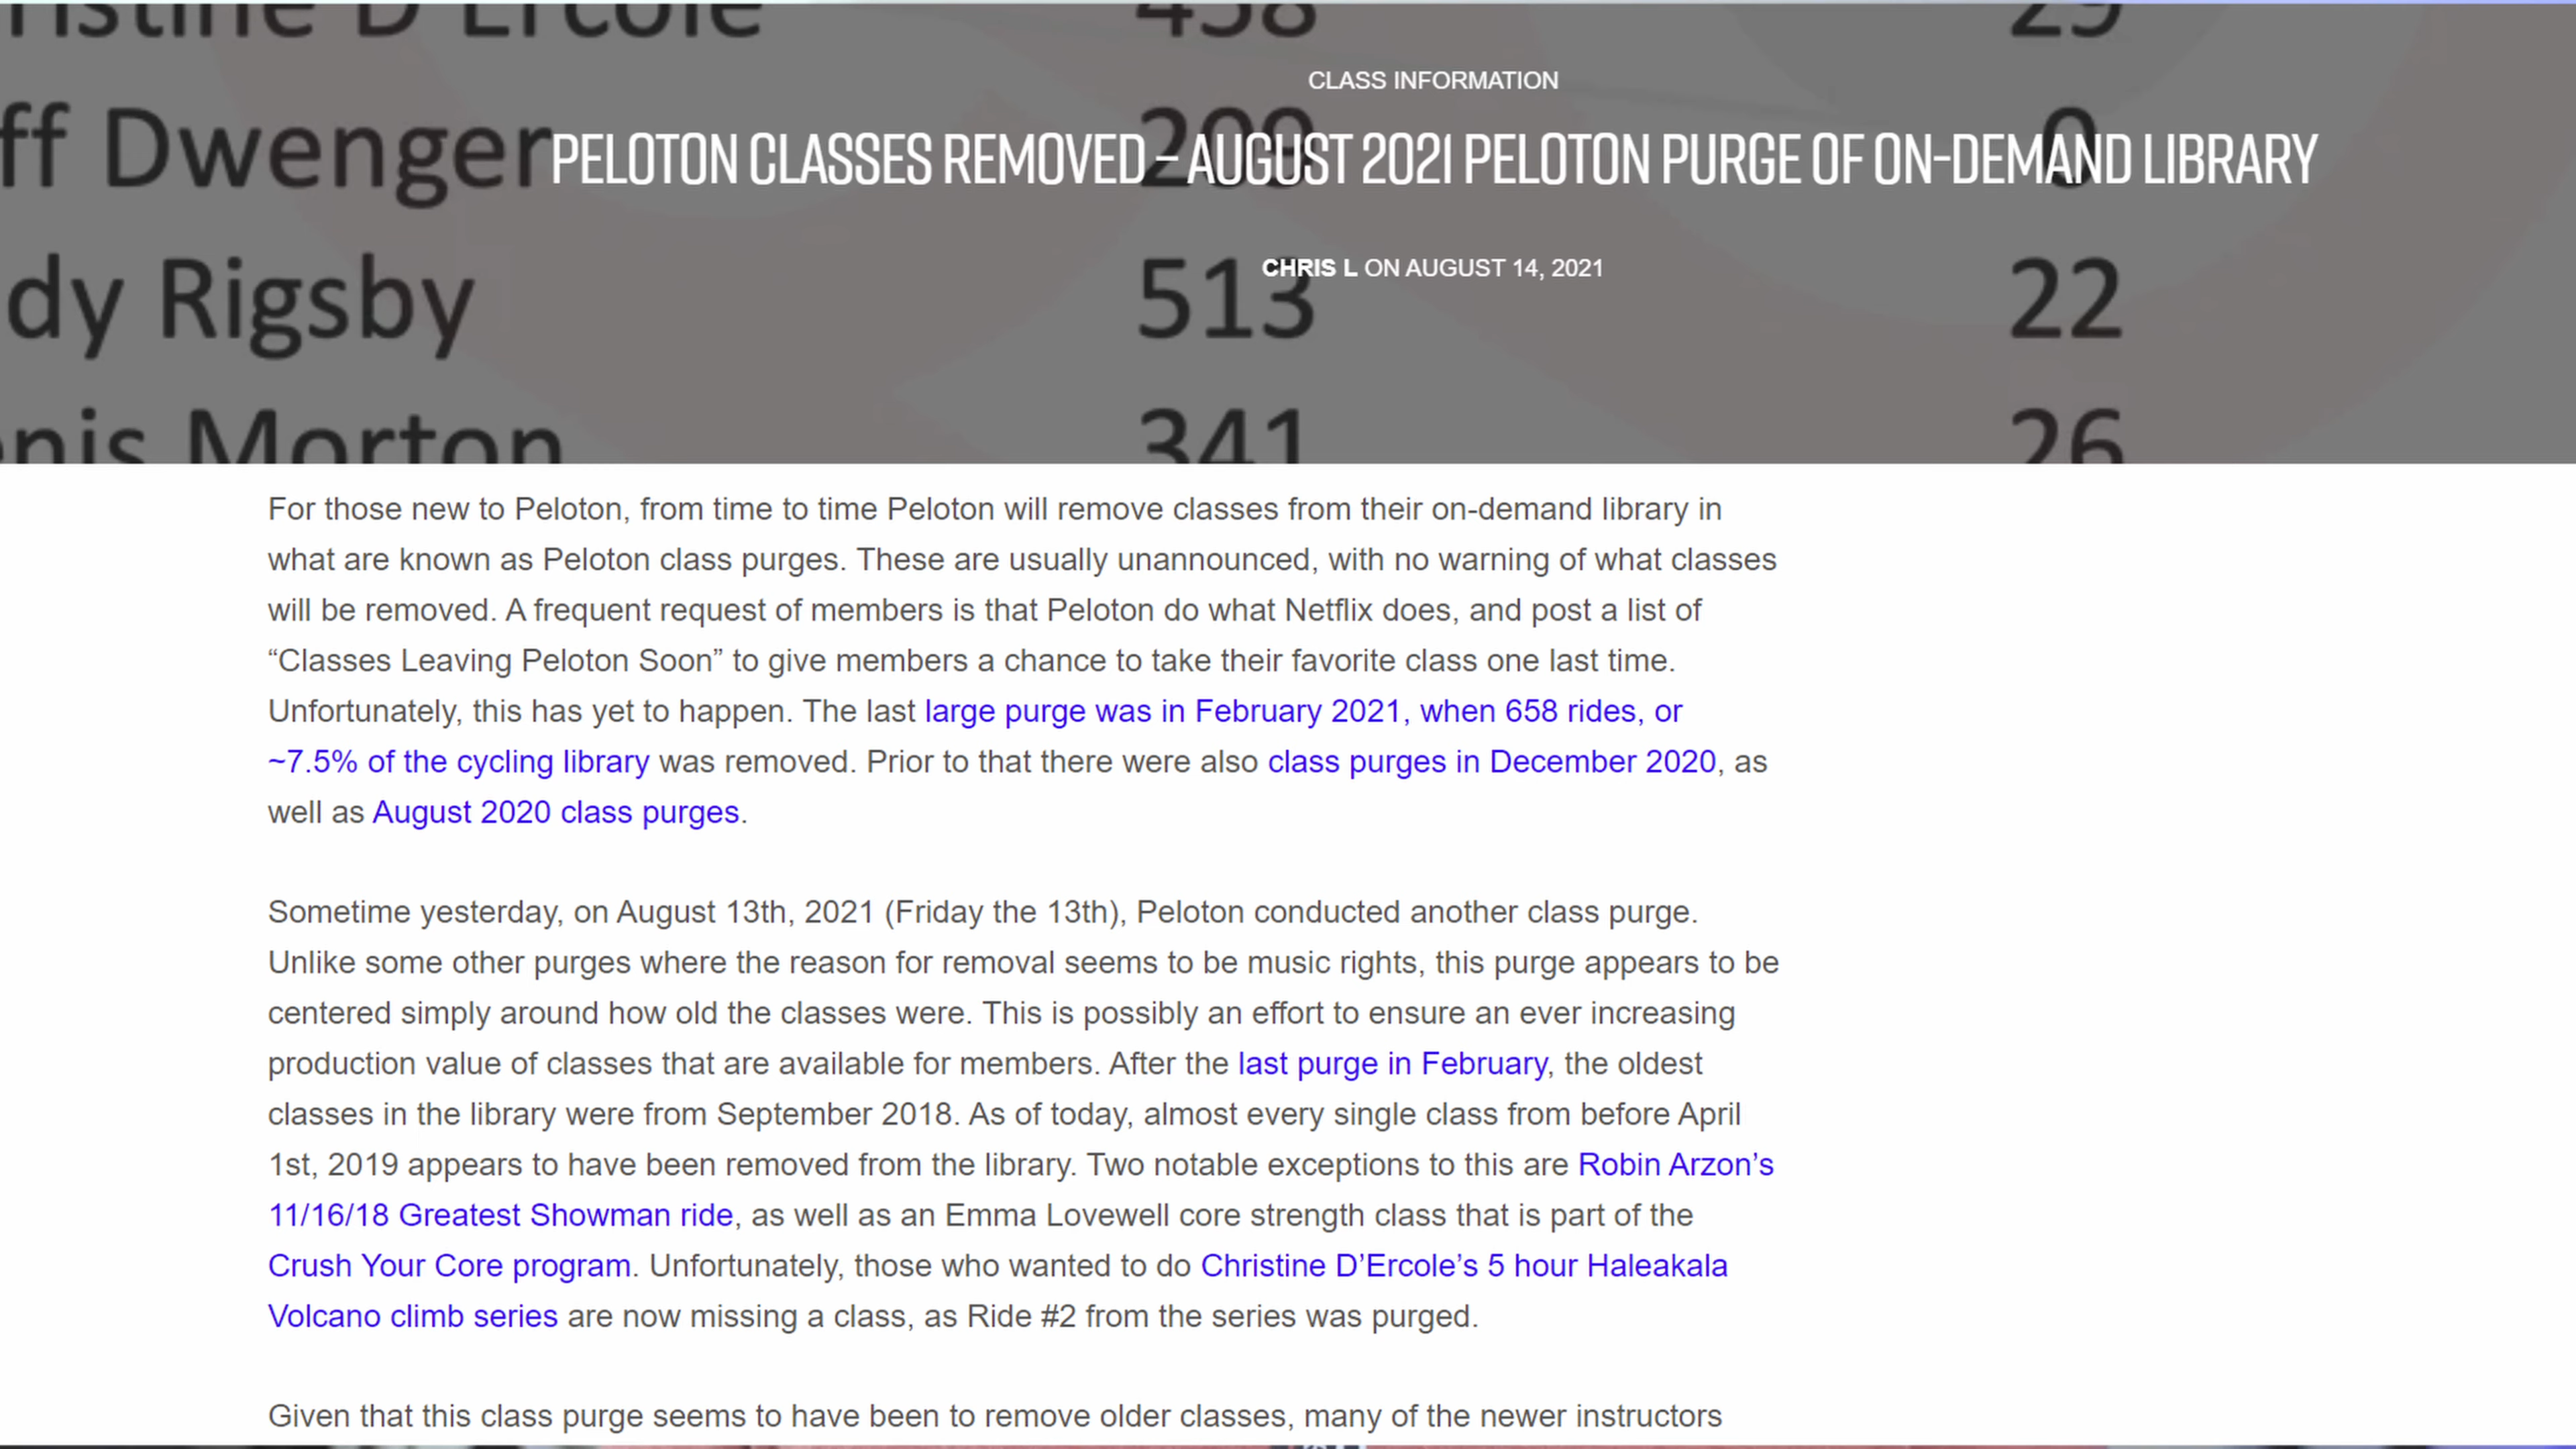 ristine D'Ercole 458 29
CLASS INFORMATION
ff Dwenger 209 0
PELOTON CLASSES REMOVED – AUGUST 2021 PELOTON PURGE OF ON-DEMAND LIBRARY
CHRIS L ON AUGUST 14, 2021
dy Rigsby 513 22
enis Morton 341 26
For those new to Peloton, from time to time Peloton will remove classes from their on-demand library in
what are known as Peloton class purges. These are usually unannounced, with no warning of what classes
will be removed. A frequent request of members is that Peloton do what Netflix does, and post a list of
“Classes Leaving Peloton Soon” to give members a chance to take their favorite class one last time.
Unfortunately, this has yet to happen. The last large purge was in February 2021, when 658 rides, or
~7.5% of the cycling library was removed. Prior to that there were also class purges in December 2020, as
well as August 2020 class purges.
Sometime yesterday, on August 13th, 2021 (Friday the 13th), Peloton conducted another class purge.
Unlike some other purges where the reason for removal seems to be music rights, this purge appears to be
centered simply around how old the classes were. This is possibly an effort to ensure an ever increasing
production value of classes that are available for members. After the last purge in February, the oldest
classes in the library were from September 2018. As of today, almost every single class from before April
1st, 2019 appears to have been removed from the library. Two notable exceptions to this are Robin Arzon’s
11/16/18 Greatest Showman ride, as well as an Emma Lovewell core strength class that is part of the
Crush Your Core program. Unfortunately, those who wanted to do Christine D’Ercole’s 5 hour Haleakala
Volcano climb series are now missing a class, as Ride #2 from the series was purged.
Given that this class purge seems to have been to remove older classes, many of the newer instructors